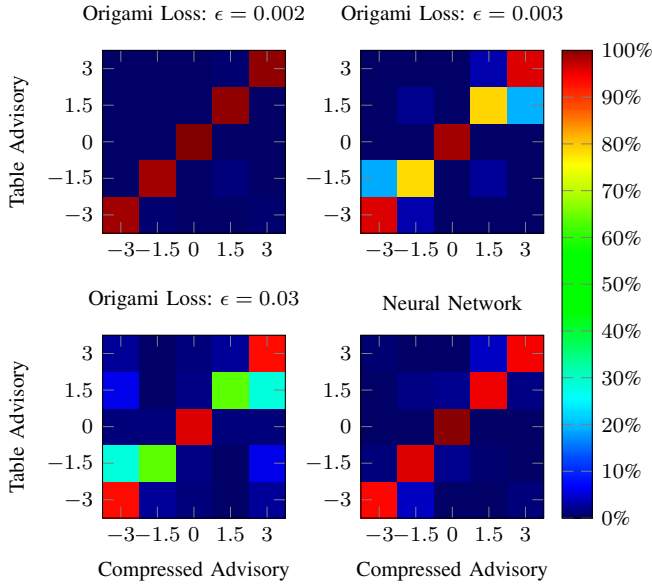 Origami Loss: ϵ = 0.002
Origami Loss: ϵ = 0.003
Table Advisory
3
1.5
0
−1.5
−3
−3 −1.5 0 1.5 3
−3 −1.5 0 1.5 3
3
1.5
0
−1.5
−3
100%
90%
80%
70%
60%
50%
40%
30%
20%
10%
0%
Origami Loss: ϵ = 0.03
Neural Network
Table Advisory
3
1.5
0
−1.5
−3
−3 −1.5 0 1.5 3
Compressed Advisory
3
1.5
0
−1.5
−3
−3 −1.5 0 1.5 3
Compressed Advisory